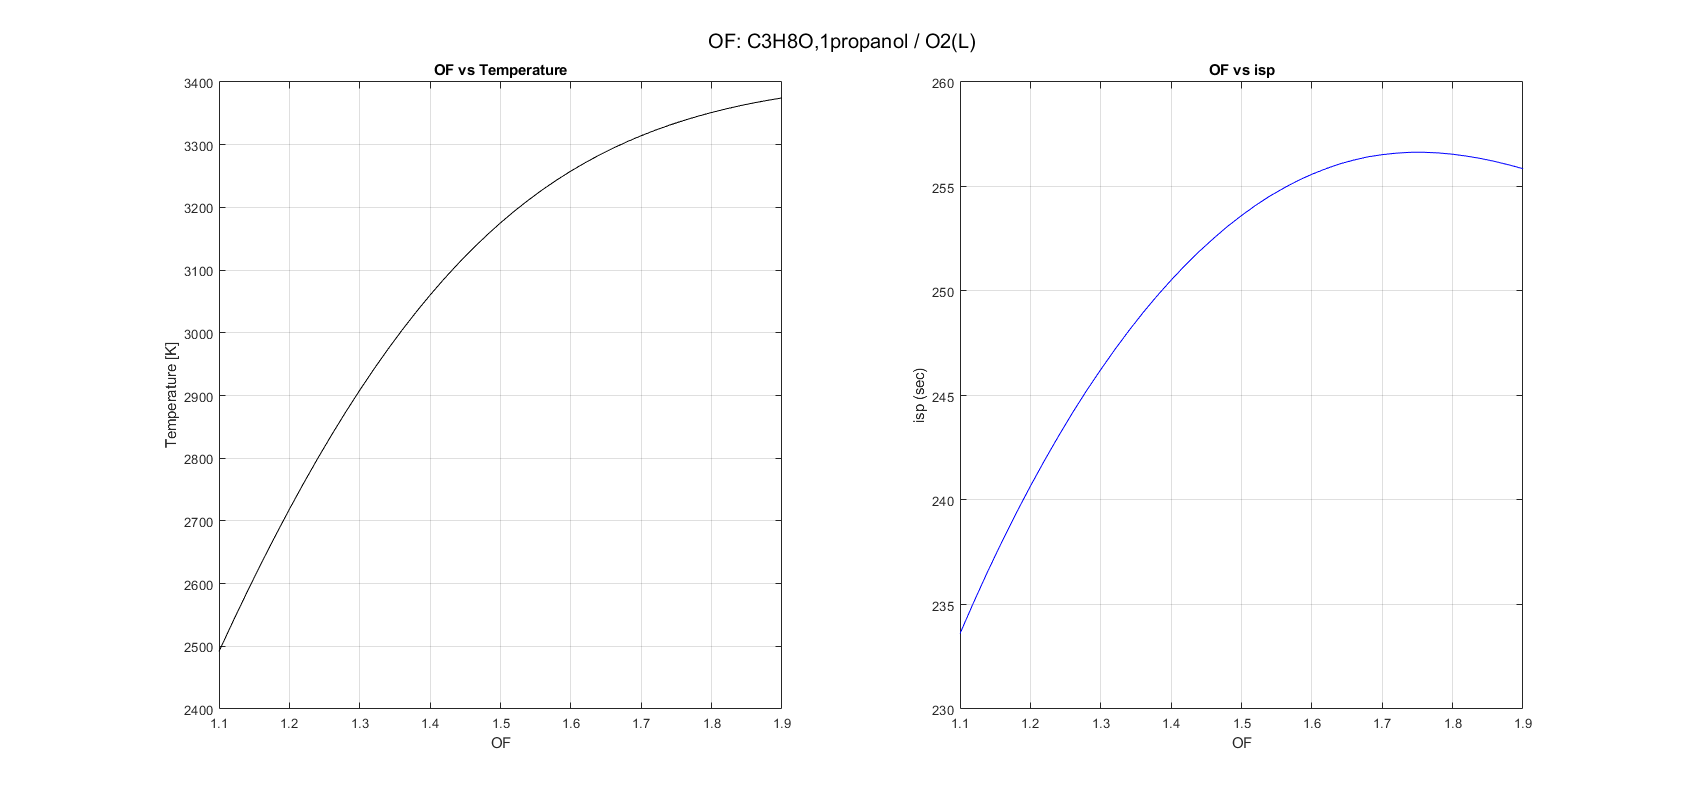 OF: C3H8O,1propanol / O2(L)
OF vs Temperature
3400
3300
3200
3100
3000
2900
2800
2700
2600
2500
2400
Temperature [K]
1.1 1.2 1.3 1.4 1.5 1.6 1.7 1.8 1.9
OF
OF vs isp
260
255
250
245
240
235
230
isp (sec)
1.1 1.2 1.3 1.4 1.5 1.6 1.7 1.8 1.9
OF